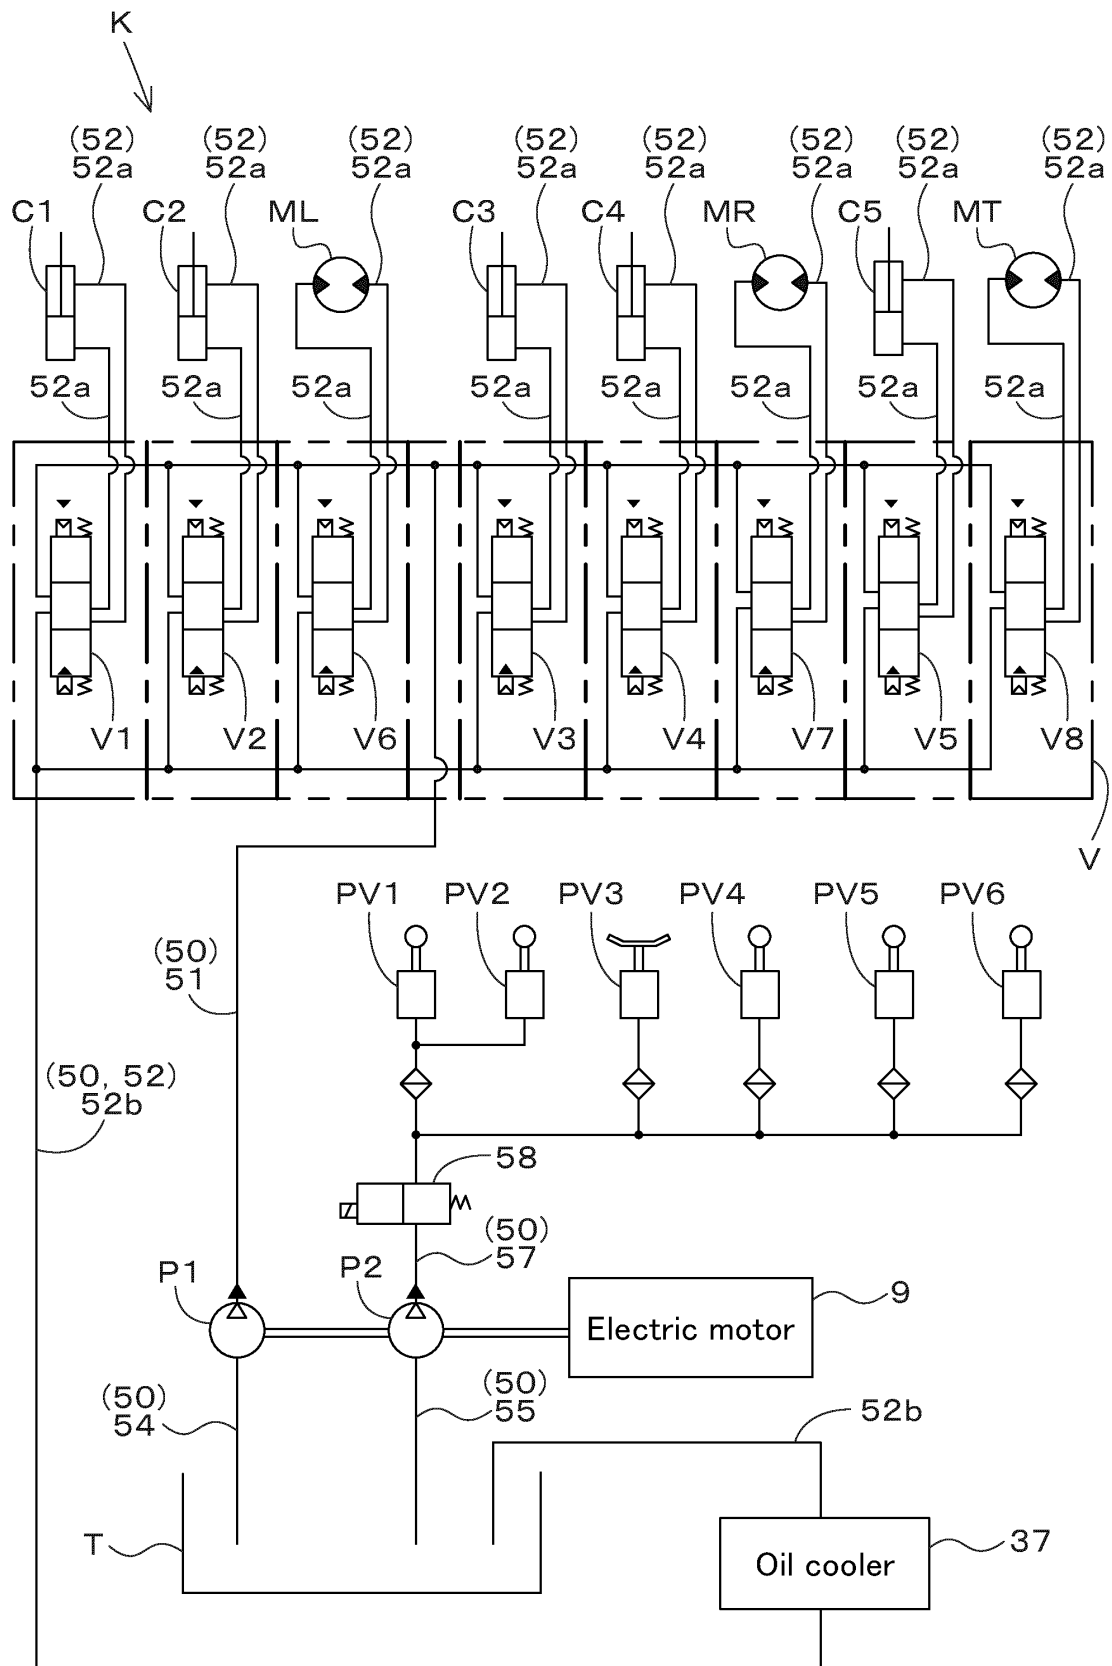 K
(52) (52) (52) (52) (52) (52) (52) (52)
52a 52a 52a 52a 52a 52a 52a 52a
C1 C2 ML C3 C4 MR C5 MT
52a 52a 52a 52a 52a 52a 52a 52a
V1 V2 V6 V3 V4 V7 V5 V8
V
PV1 PV2 PV3 PV4 PV5 PV6
(50)
51
(50, 52)
52b
58
(50)
57
P1 P2
9
Electric motor
(50) (50)
54 55
52b
T
37
Oil cooler